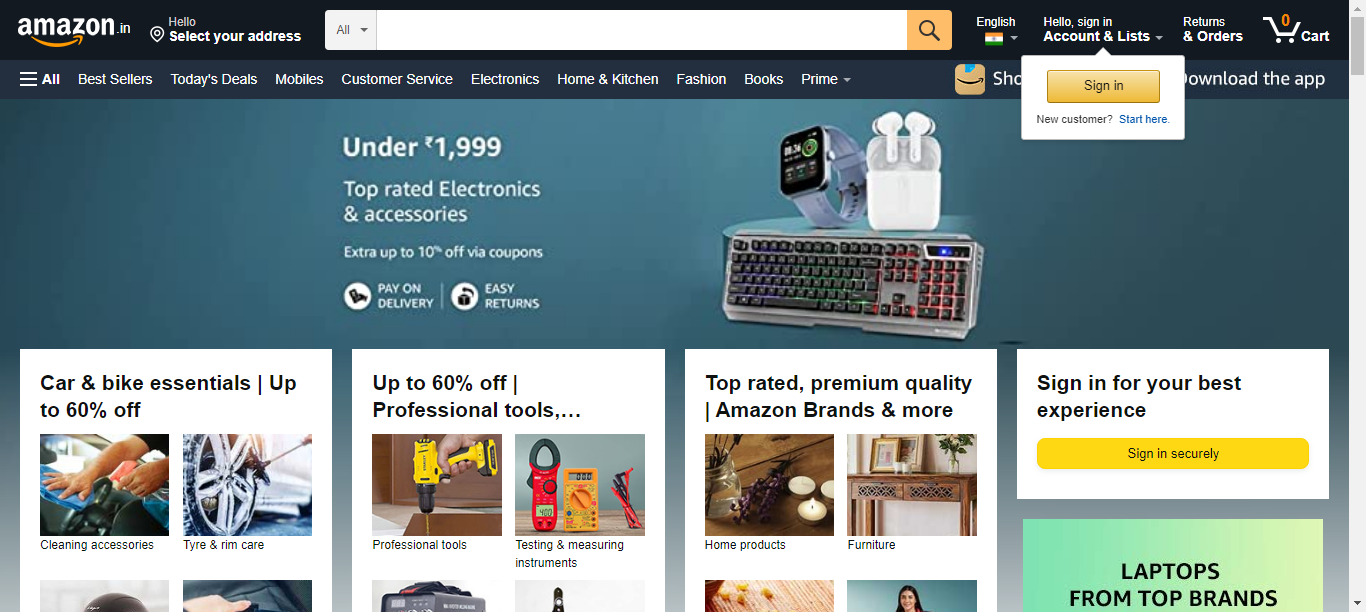 amazon.in
Hello
Select your address
All
English
Hello, sign in
Account & Lists
Returns
& Orders
0
Cart
All
Best Sellers
Today's Deals
Mobiles
Customer Service
Electronics
Home & Kitchen
Fashion
Books
Prime
Sho
Download the app
Sign in
New customer? Start here.
Under ₹1,999
Top rated Electronics
& accessories
Extra up to 10% off via coupons
PAY ON
DELIVERY
EASY
RETURNS
08:36
Car & bike essentials | Up
to 60% off
Cleaning accessories
Tyre & rim care
Up to 60% off |
Professional tools,…
Professional tools
Testing & measuring
instruments
Top rated, premium quality
| Amazon Brands & more
Home products
Furniture
Sign in for your best
experience
Sign in securely
LAPTOPS
FROM TOP BRANDS